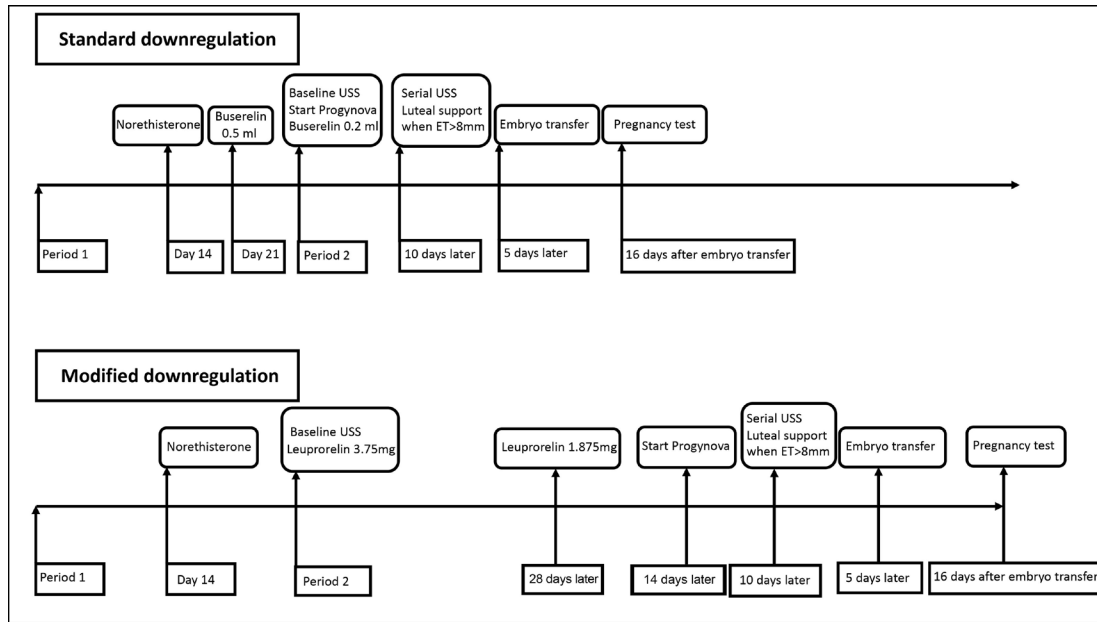 Standard downregulation
Norethisterone
Buserelin
0.5 ml
Baseline USS
Start Progynova
Buserelin 0.2 ml
Serial USS
Luteal support
when ET>8mm
Embryo transfer
Pregnancy test
Period 1
Day 14
Day 21
Period 2
10 days later
5 days later
16 days after embryo transfer
Modified downregulation
Norethisterone
Baseline USS
Leuprorelin 3.75mg
Leuprorelin 1.875mg
Start Progynova
Serial USS
Luteal support
when ET>8mm
Embryo transfer
Pregnancy test
Period 1
Day 14
Period 2
28 days later
14 days later
10 days later
5 days later
16 days after embryo transfer